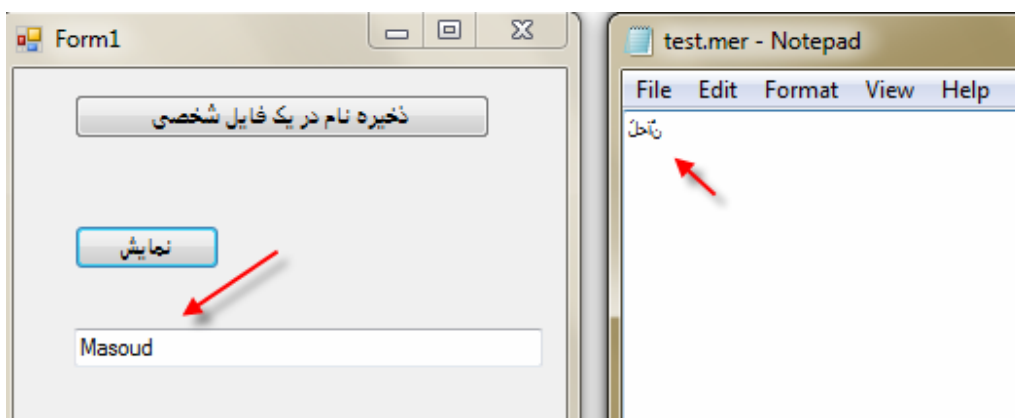 Form1
ذخیره نام در یک فایل شخصی
نمایش
Masoud
test.mer - Notepad
File Edit Format View Help